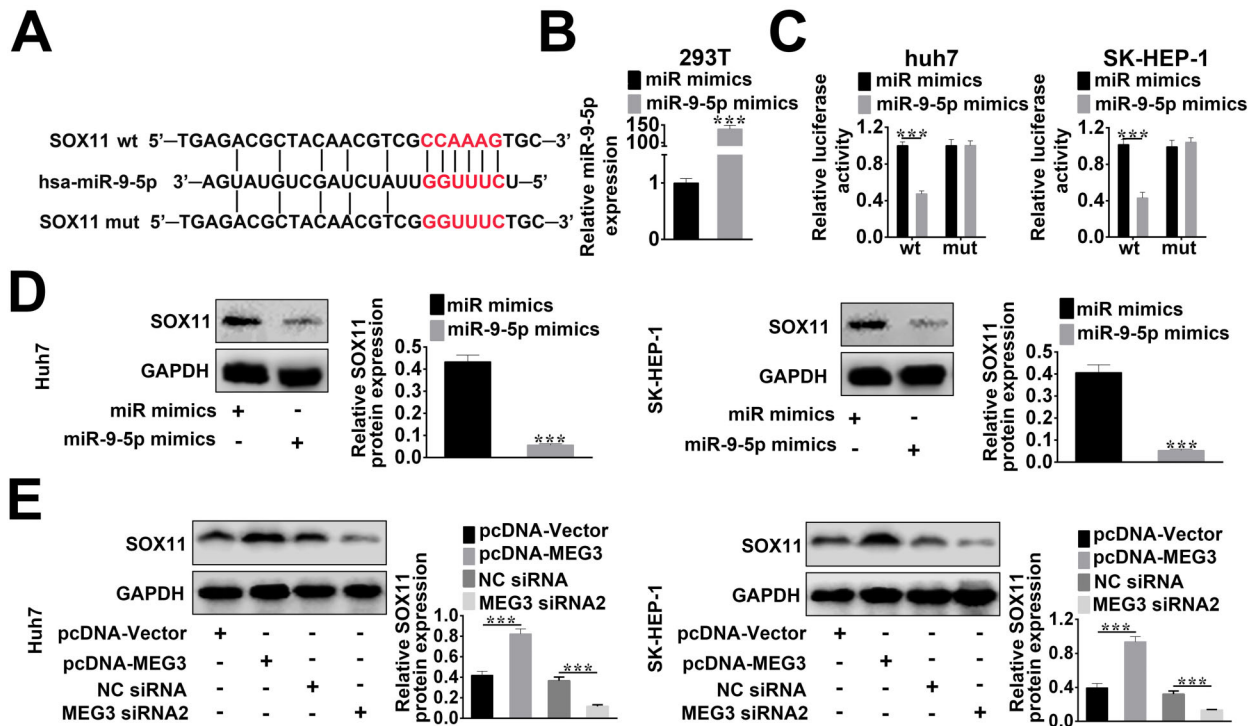 A
SOX11 wt 5’—TGAGACGCTACAACGTCGCCAAAGTGC—3’
hsa-miR-9-5p 3’—AGUAUGUCGAUCUAUUGGUUUCU—5’
SOX11 mut 5’—TGAGACGCTACAACGTCGGGTTTCTGC—3’
B
293T
miR mimics
miR-9-5p mimics
Relative miR-9-5p
expression
150
100
1
0
***
C
huh7
miR mimics
miR-9-5p mimics
Relative luciferase
activity
1.2
0.8
0.4
0.0
***
wt mut
SK-HEP-1
miR mimics
miR-9-5p mimics
Relative luciferase
activity
1.2
0.8
0.4
0.0
***
wt mut
D
Huh7
SOX11
GAPDH
miR mimics + -
miR-9-5p mimics - +
miR mimics
miR-9-5p mimics
Relative SOX11
protein expression
0.5
0.4
0.3
0.2
0.1
0.0
***
SK-HEP-1
SOX11
GAPDH
miR mimics + -
miR-9-5p mimics - +
miR mimics
miR-9-5p mimics
Relative SOX11
protein expression
0.5
0.4
0.3
0.2
0.1
0.0
***
E
Huh7
SOX11
GAPDH
pcDNA-Vector + - - -
pcDNA-MEG3 - + - -
NC siRNA - - + -
MEG3 siRNA2 - - - +
pcDNA-Vector
pcDNA-MEG3
NC siRNA
MEG3 siRNA2
Relative SOX11
protein expression
1.0
0.8
0.6
0.4
0.2
0.0
***
***
SK-HEP-1
SOX11
GAPDH
pcDNA-Vector + - - -
pcDNA-MEG3 - + - -
NC siRNA - - + -
MEG3 siRNA2 - - - +
pcDNA-Vector
pcDNA-MEG3
NC siRNA
MEG3 siRNA2
Relative SOX11
protein expression
1.2
0.8
0.4
0.0
***
***